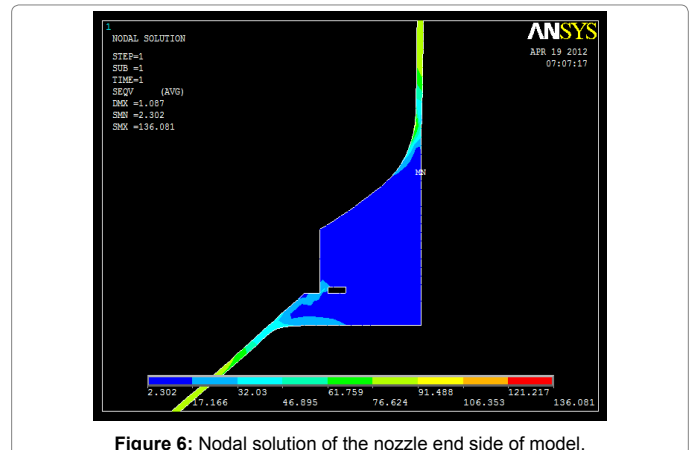 1
NODAL SOLUTION
STEP=1
SUB =1
TIME=1
SEQV (AVG)
DMX =1.087
SMN =2.302
SMX =136.081
ANSYS
APR 19 2012
07:07:17
MN
2.302 32.03 61.759 91.488 121.217
17.166 46.895 76.624 106.353 136.081
Figure 6: Nodal solution of the nozzle end side of model.